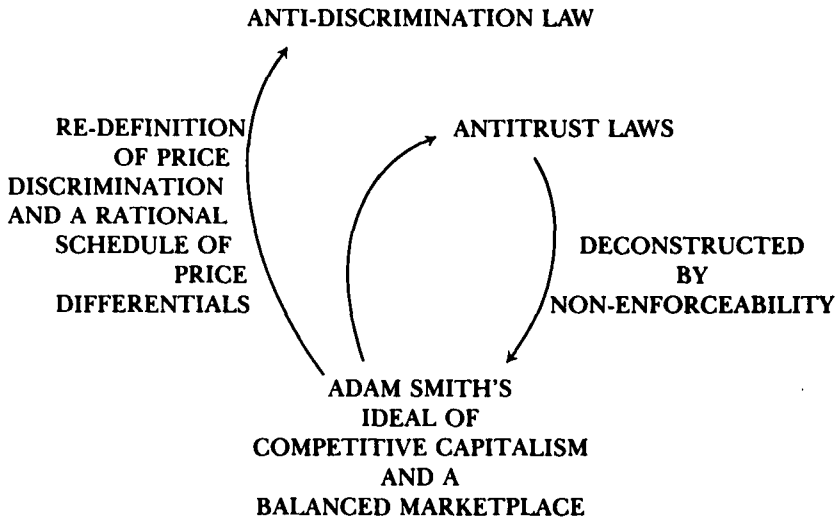 ANTI-DISCRIMINATION LAW
RE-DEFINITION
OF PRICE
DISCRIMINATION
AND A RATIONAL
SCHEDULE OF
PRICE
DIFFERENTIALS
ANTITRUST LAWS
DECONSTRUCTED
BY
NON-ENFORCEABILITY
ADAM SMITH'S
IDEAL OF
COMPETITIVE CAPITALISM
AND A
BALANCED MARKETPLACE